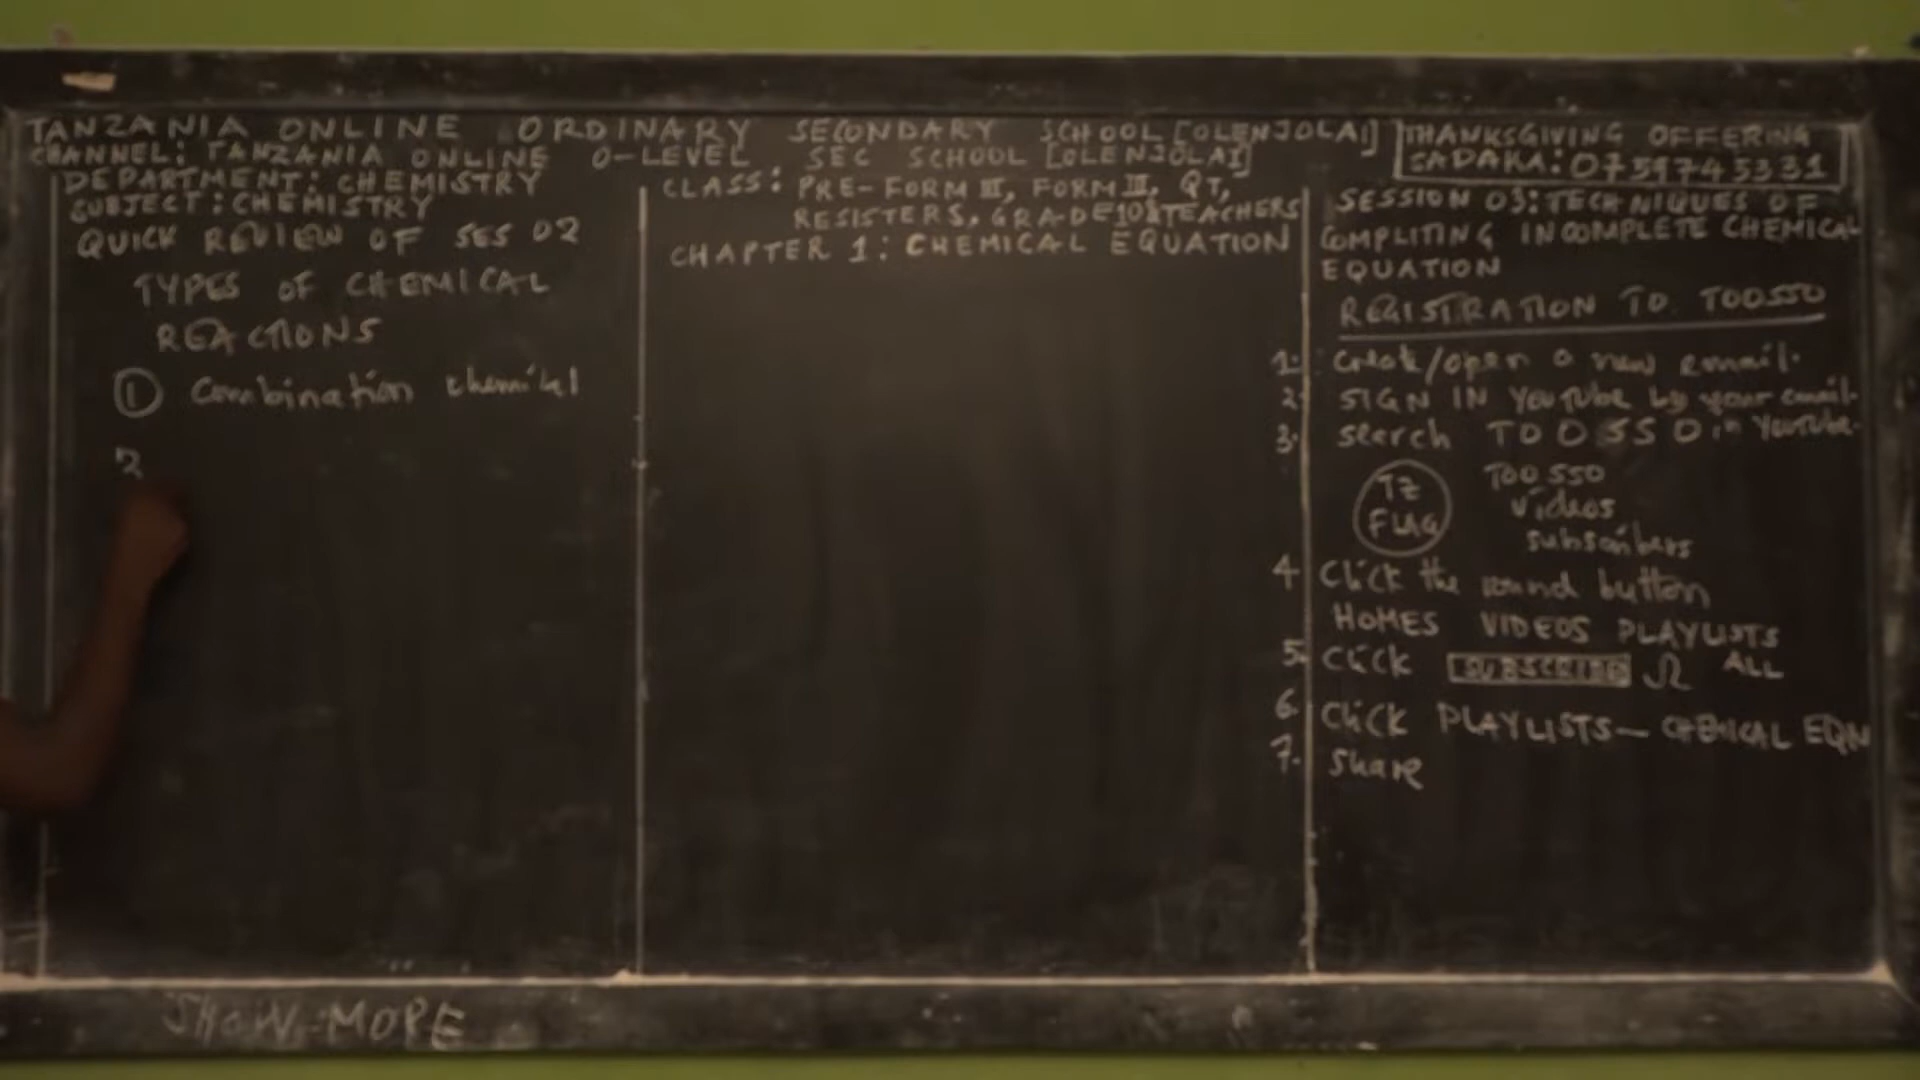 TANZANIA ONLINE ORDINARY SECONDARY SCHOOL [OLENJOLAI]
CHANNEL: TANZANIA ONLINE O-LEVEL SEC SCHOOL [OLENJOLAI]
THANKSGIVING OFFERING
SADAKA: 0759745331
DEPARTMENT: CHEMISTRY
SUBJECT: CHEMISTRY
QUICK REVIEW OF SES 02
TYPES OF CHEMICAL
REACTIONS
① Combination chemical
2
CLASS: PRE-FORM III, FORM III, QT,
RESISTERS, GRADE 10 & TEACHERS
CHAPTER 1: CHEMICAL EQUATION
SESSION 03: TECHNIQUES OF
COMPLITING INCOMPLETE CHEMICAL
EQUATION
REGISTRATION TO TOOSSO
1. Creat/open a new email.
2. SIGN IN YouTube by your email.
3. search TOOSSO in YouTube.
TZ
FLAG
TOOSSO
videos
subscribers
4 Click the round button
HOMES VIDEOS PLAYLISTS
5. Click SUBSCRIBE ALL
6. Click PLAYLISTS — CHEMICAL EQN
7. Share
SHOW MORE